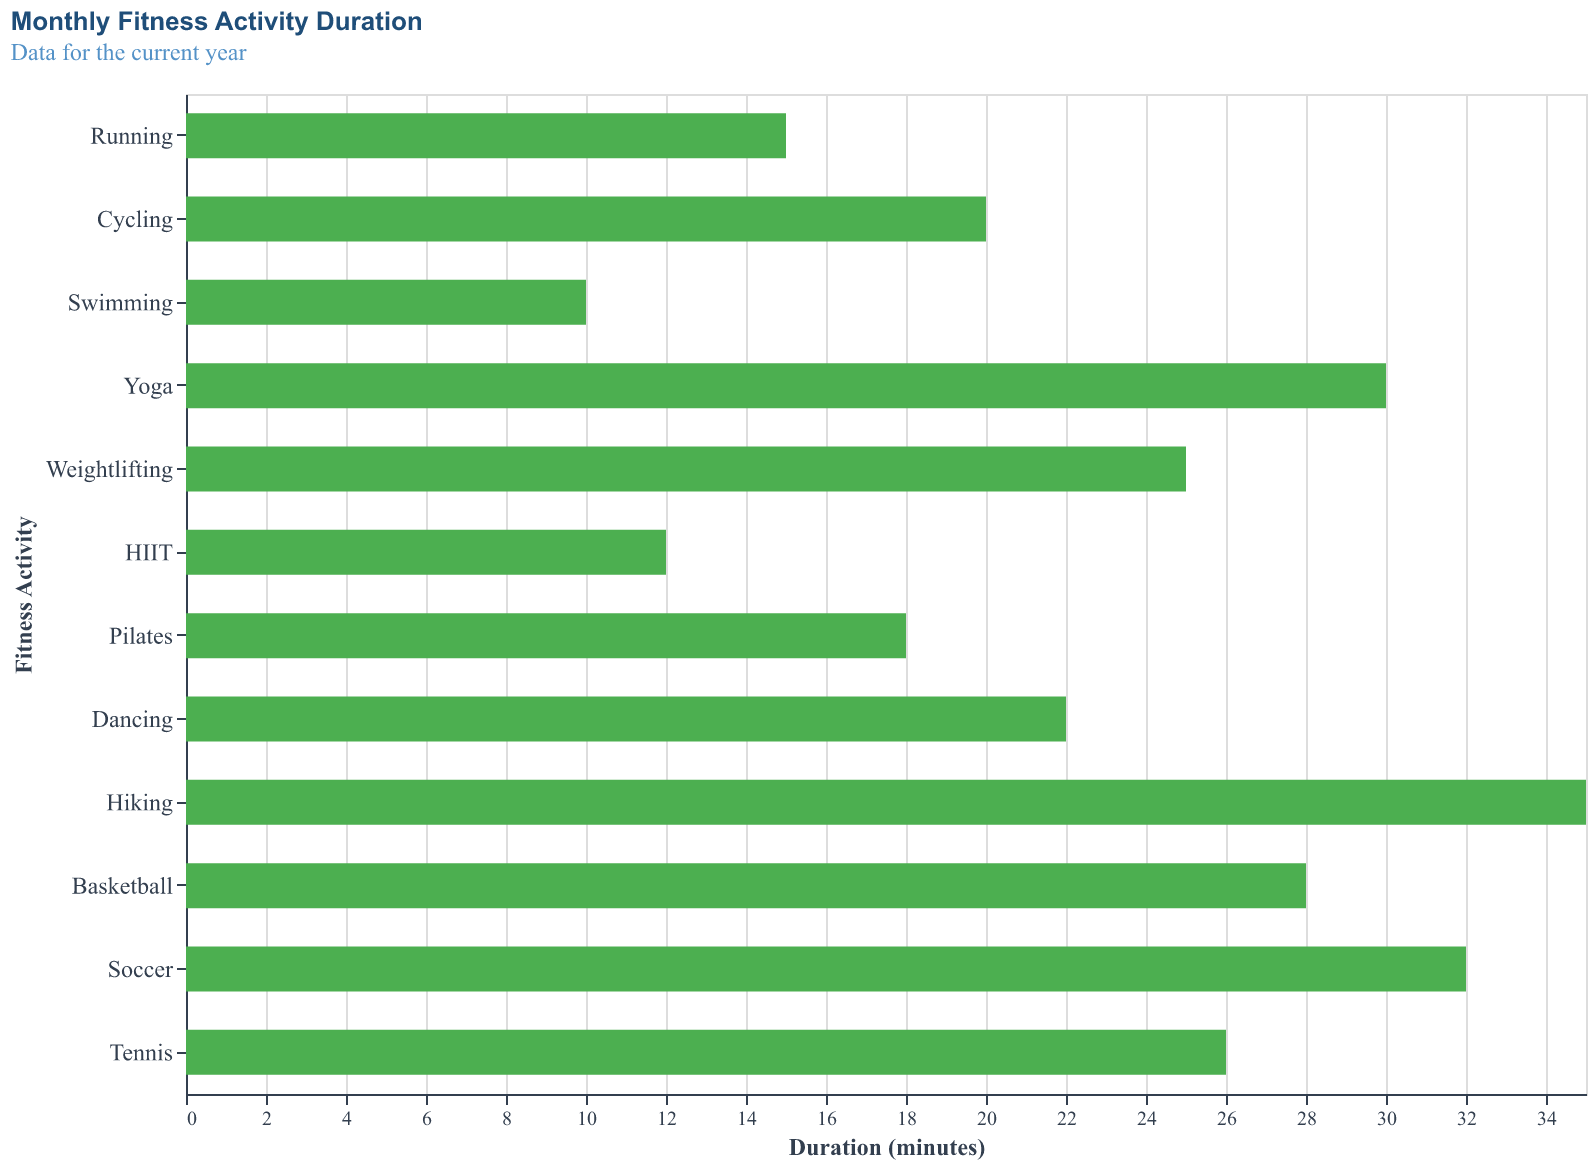 Monthly Fitness Activity Duration
Data for the current year
Fitness Activity
Running
Cycling
Swimming
Yoga
Weightlifting
HIIT
Pilates
Dancing
Hiking
Basketball
Soccer
Tennis
0 2 4 6 8 10 12 14 16 18 20 22 24 26 28 30 32 34
Duration (minutes)